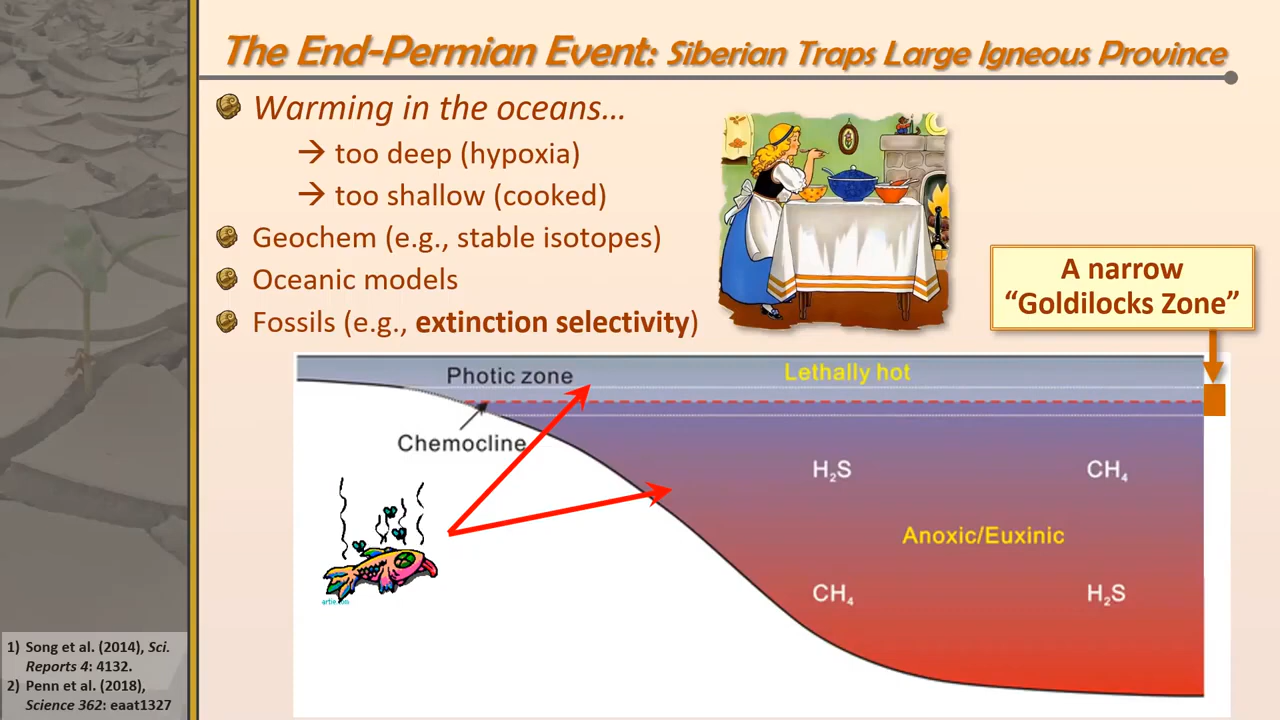 The End-Permian Event: Siberian Traps Large Igneous Province
Warming in the oceans...
→ too deep (hypoxia)
→ too shallow (cooked)
Geochem (e.g., stable isotopes)
Oceanic models
Fossils (e.g., extinction selectivity)
A narrow
“Goldilocks Zone”
Photic zone
Lethally hot
Chemocline
H₂S
CH₄
Anoxic/Euxinic
CH₄
H₂S
1) Song et al. (2014), Sci.
Reports 4: 4132.
2) Penn et al. (2018),
Science 362: eaat1327